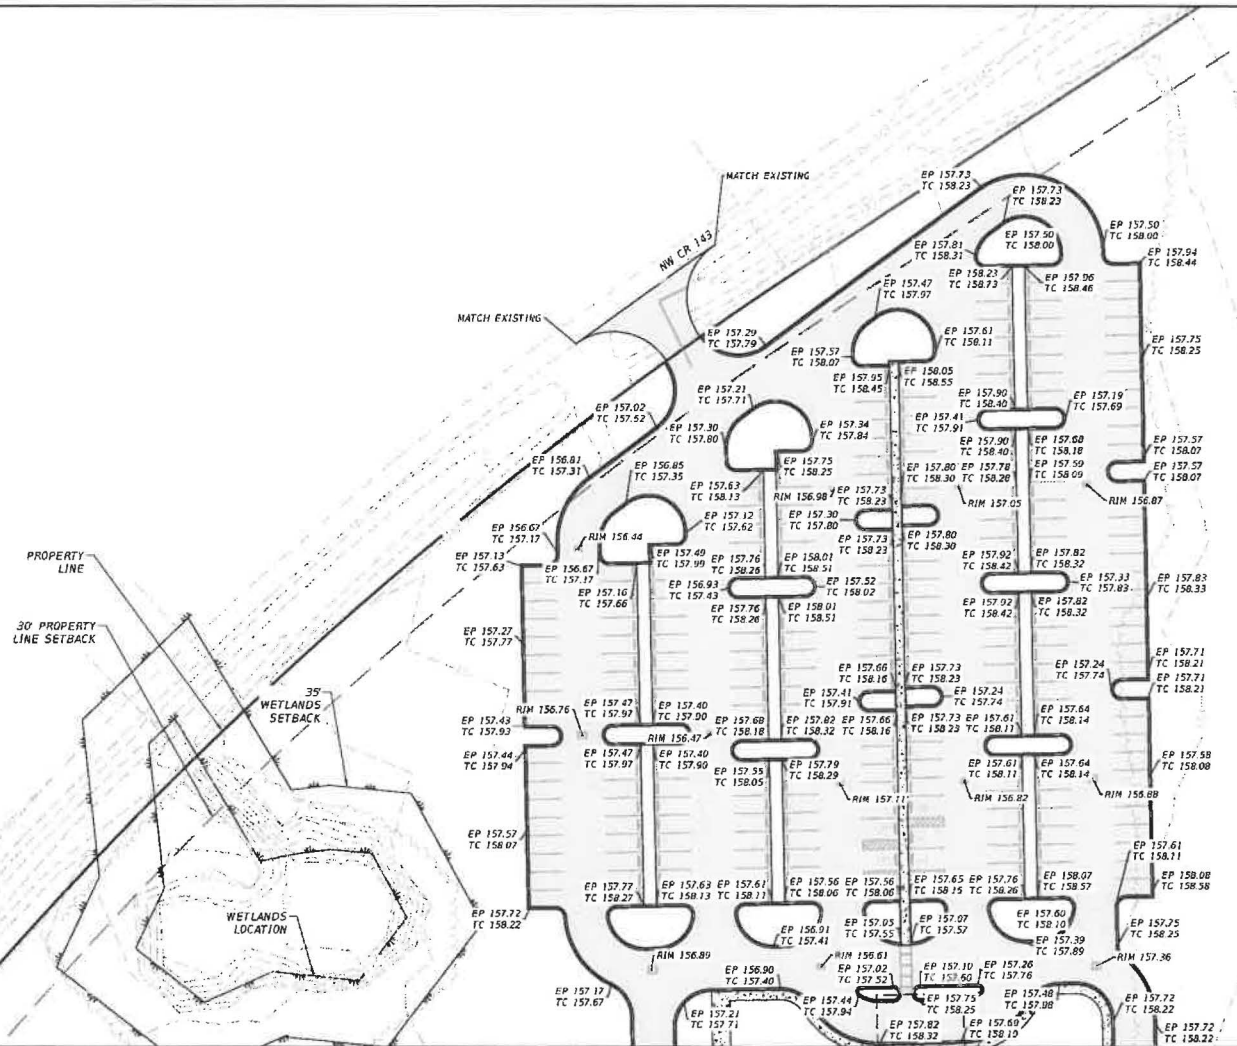 MATCH EXISTING
EP 157.73
TC 158.23
EP 157.73
TC 158.23
EP 157.50
TC 158.00
EP 157.50
TC 158.00
NW CR 143
EP 157.81
TC 158.31
EP 157.94
TC 158.44
EP 158.23
TC 158.73
EP 157.96
TC 158.46
EP 157.47
TC 157.97
MATCH EXISTING
EP 157.29
TC 157.79
EP 157.61
TC 158.11
EP 157.75
TC 158.25
EP 157.57
TC 158.07
EP 157.95
TC 158.45
EP 158.05
TC 158.55
EP 157.21
TC 157.71
EP 157.90
TC 158.40
EP 157.19
TC 157.69
EP 157.02
TC 157.52
EP 157.41
TC 157.91
EP 157.30
TC 157.80
EP 157.34
TC 157.84
EP 157.90
TC 158.40
EP 157.68
TC 158.18
EP 157.57
TC 158.07
EP 156.81
TC 157.31
EP 156.85
TC 157.35
EP 157.75
TC 158.25
EP 157.80
TC 158.30
EP 157.78
TC 158.28
EP 157.59
TC 158.09
EP 157.57
TC 158.07
EP 157.63
TC 158.13
RIM 156.98
EP 157.73
TC 158.23
RIM 157.05
RIM 156.87
EP 157.12
TC 157.62
EP 157.30
TC 157.80
EP 156.67
TC 157.17
RIM 156.44
EP 157.73
TC 158.23
EP 157.80
TC 158.30
PROPERTY
LINE
EP 157.13
TC 157.63
EP 156.67
TC 157.17
EP 157.49
TC 157.99
EP 157.76
TC 158.26
EP 158.01
TC 158.51
EP 157.92
TC 158.42
EP 157.82
TC 158.32
EP 157.16
TC 157.66
EP 156.93
TC 157.43
EP 157.52
TC 158.02
EP 157.33
TC 157.83
EP 157.83
TC 158.33
EP 157.76
TC 158.26
EP 158.01
TC 158.51
EP 157.92
TC 158.42
EP 157.82
TC 158.32
30' PROPERTY
LINE SETBACK
EP 157.27
TC 157.77
EP 157.66
TC 158.16
EP 157.73
TC 158.23
EP 157.24
TC 157.74
EP 157.71
TC 158.21
35'
WETLANDS
SETBACK
EP 157.41
TC 157.91
EP 157.24
TC 157.74
EP 157.71
TC 158.21
RIM 156.76
EP 157.47
TC 157.97
EP 157.40
TC 157.90
EP 157.43
TC 157.93
EP 157.68
TC 158.18
EP 157.82
TC 158.32
EP 157.66
TC 158.16
EP 157.73
TC 158.23
EP 157.61
TC 158.11
EP 157.64
TC 158.14
RIM 156.47
EP 157.44
TC 157.94
EP 157.47
TC 157.97
EP 157.40
TC 157.90
EP 157.55
TC 158.05
EP 157.79
TC 158.29
EP 157.61
TC 158.11
EP 157.64
TC 158.14
EP 157.58
TC 158.08
RIM 157.11
RIM 156.82
RIM 156.88
EP 157.57
TC 158.07
EP 157.61
TC 158.11
EP 157.77
TC 158.27
EP 157.63
TC 158.13
EP 157.61
TC 158.11
EP 157.56
TC 158.06
EP 157.56
TC 158.06
EP 157.65
TC 158.15
EP 157.76
TC 158.26
EP 158.07
TC 158.57
EP 158.08
TC 158.58
EP 157.72
TC 158.22
WETLANDS
LOCATION
EP 156.91
TC 157.41
EP 157.05
TC 157.55
EP 157.07
TC 157.57
EP 157.60
TC 158.10
EP 157.75
TC 158.25
EP 157.39
TC 157.89
RIM 156.89
RIM 156.61
RIM 157.36
EP 156.90
TC 157.40
EP 157.02
TC 157.52
EP 157.10
TC 157.60
EP 157.26
TC 157.76
EP 157.17
TC 157.67
EP 157.44
TC 157.94
EP 157.75
TC 158.25
EP 157.48
TC 157.98
EP 157.72
TC 158.22
EP 157.21
TC 157.71
EP 157.82
TC 158.32
EP 157.69
TC 158.19
EP 157.72
TC 158.22